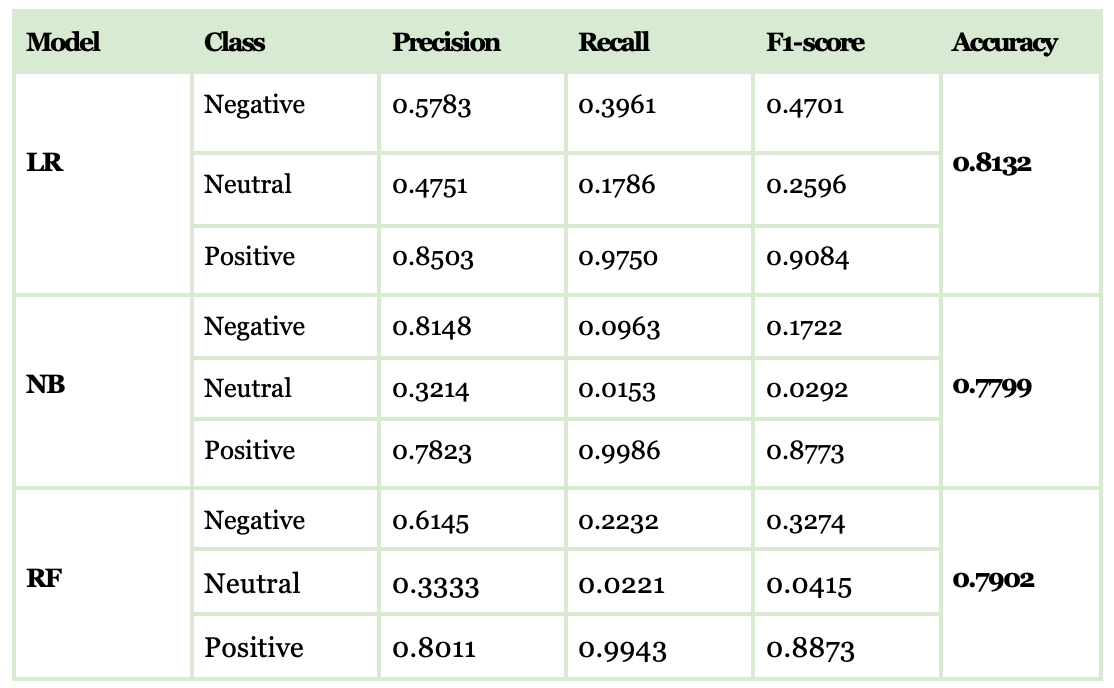 Model Class Precision Recall F1-score Accuracy
Negative 0.5783 0.3961 0.4701
LR 0.8132
Neutral 0.4751 0.1786 0.2596
Positive 0.8503 0.9750 0.9084
Negative 0.8148 0.0963 0.1722
NB Neutral 0.3214 0.0153 0.0292 0.7799
Positive 0.7823 0.9986 0.8773
Negative 0.6145 0.2232 0.3274
RF Neutral 0.3333 0.0221 0.0415 0.7902
Positive 0.8011 0.9943 0.8873